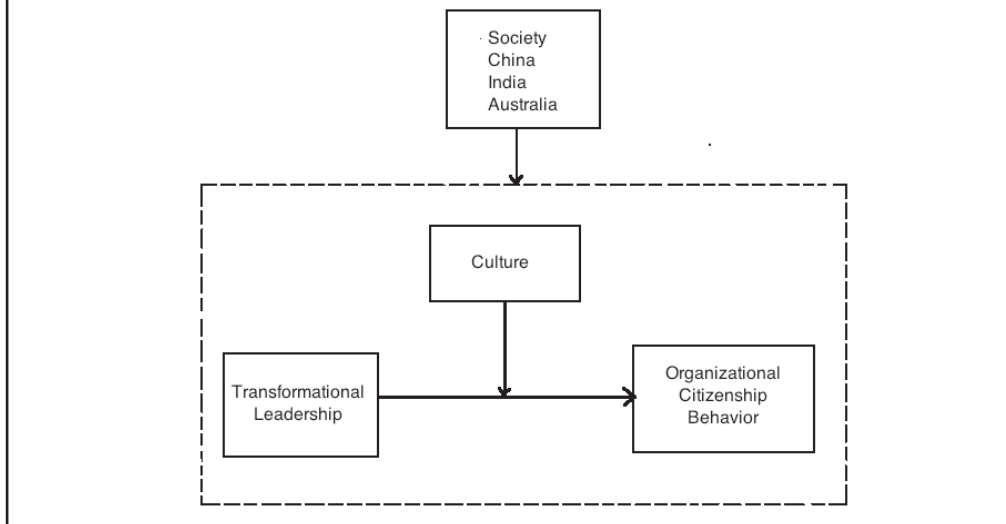 Society
China
India
Australia
Culture
Transformational
Leadership
Organizational
Citizenship
Behavior